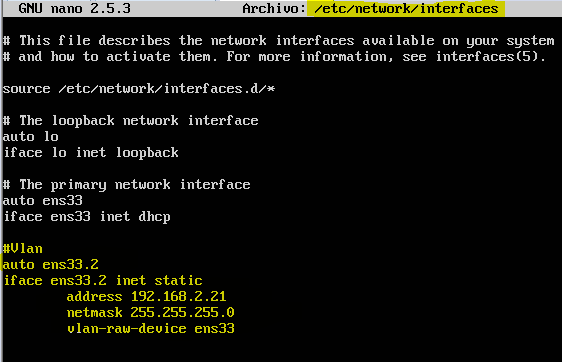 GNU nano 2.5.3 Archivo: /etc/network/interfaces
# This file describes the network interfaces available on your system
# and how to activate them. For more information, see interfaces(5).
source /etc/network/interfaces.d/*
# The loopback network interface
auto lo
iface lo inet loopback
# The primary network interface
auto ens33
iface ens33 inet dhcp
#Vlan
auto ens33.2
iface ens33.2 inet static
address 192.168.2.21
netmask 255.255.255.0
vlan-raw-device ens33